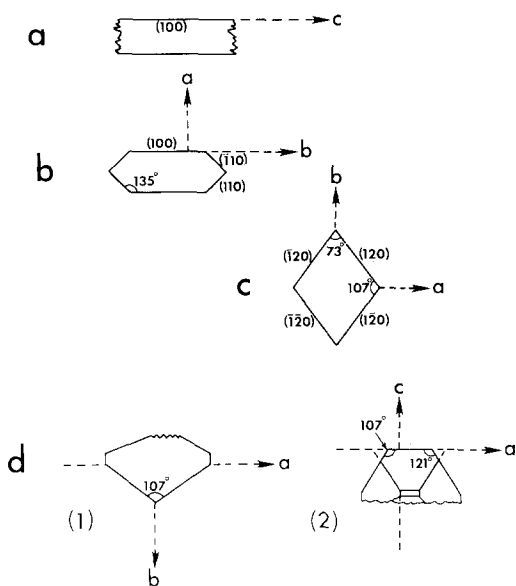 a
(100)
c
a
b
(100)
b
(1̄10)
135°
(110)
b
c
(1̄20)
73°
(120)
107°
a
(1̄2̄0)
(12̄0)
d
107°
a
(1)
b
c
107°
a
121°
(2)